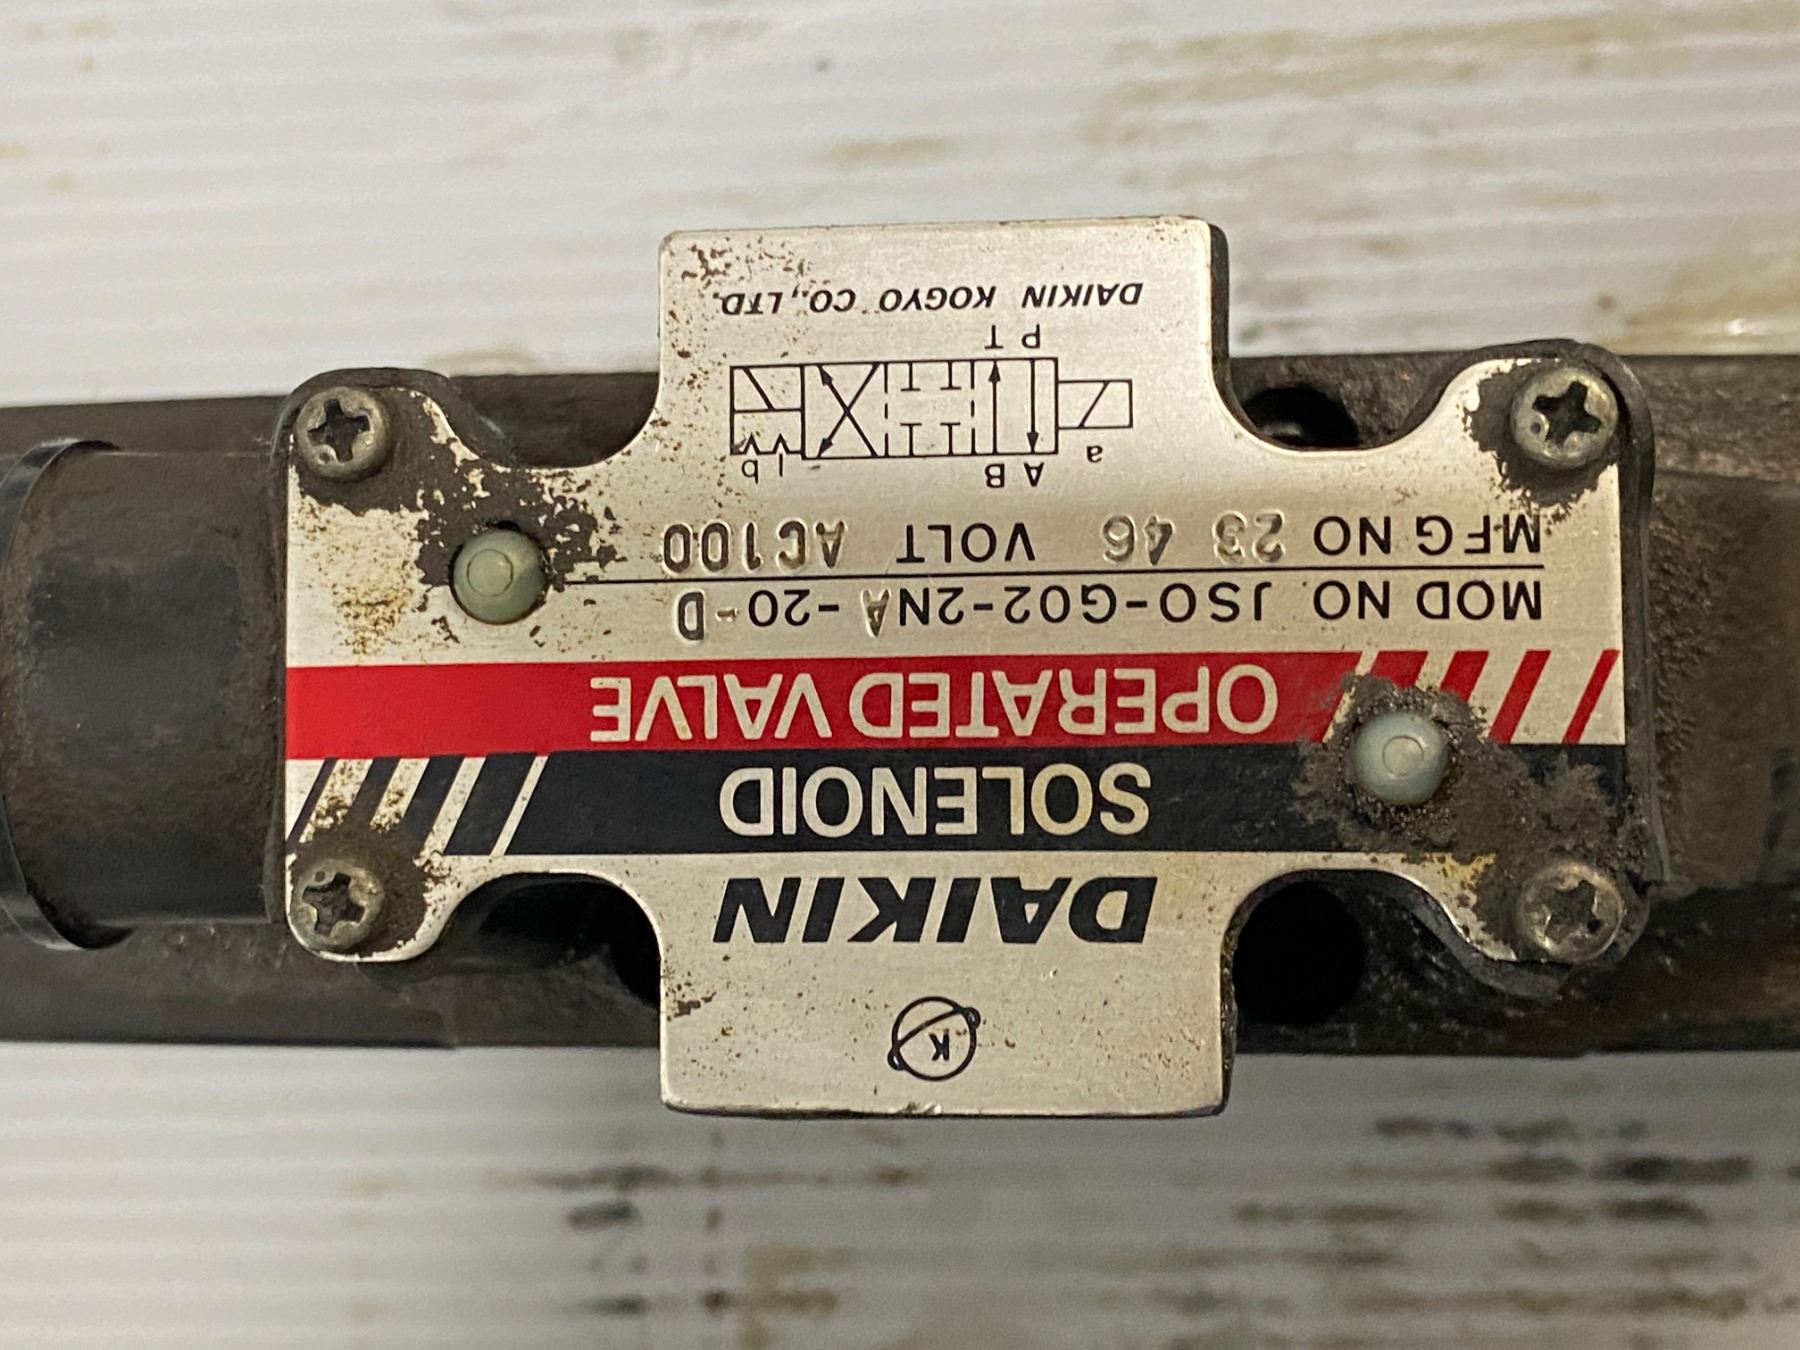 K
DAIKIN
SOLENOID
OPERATED VALVE
MOD NO. JSO-G02-2NA-20-D
MFG NO 23 46 VOLT AC100
a A B b
P T
DAIKIN KOGYO CO.,LTD.